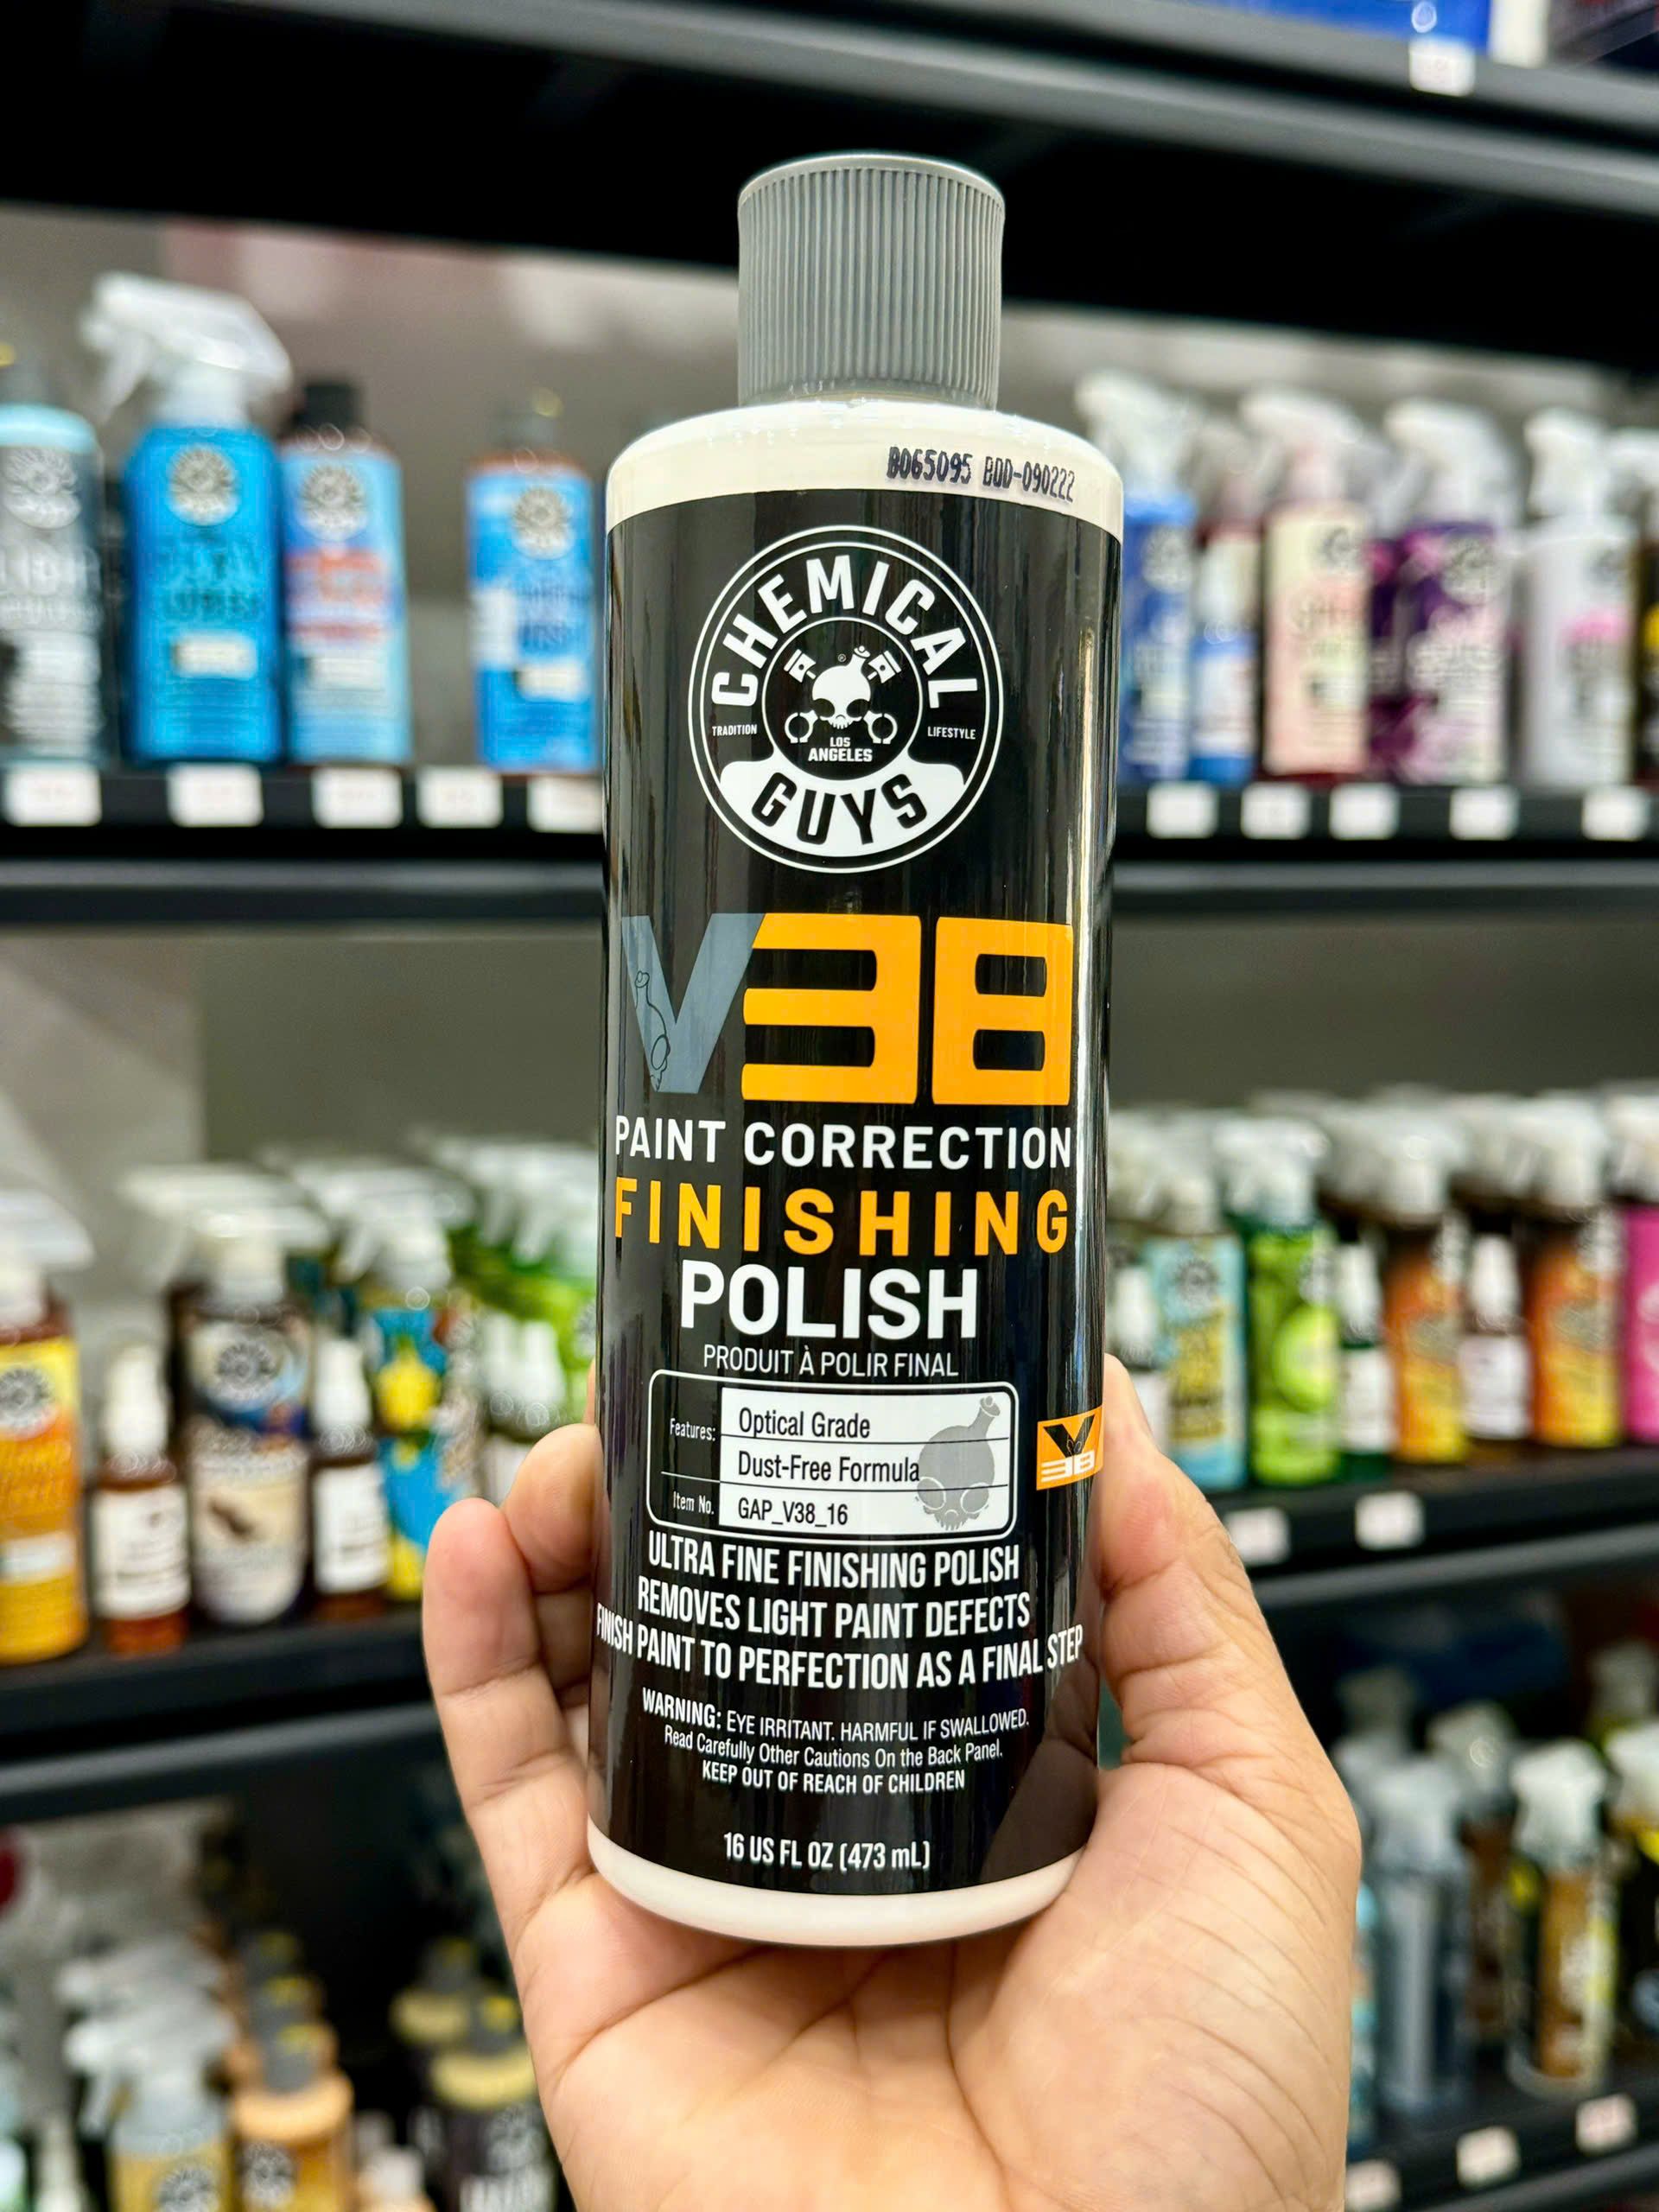 B065095 BDD-090222
CHEMICAL
TRADITION
LIFESTYLE
LOS
ANGELES
GUYS
V38
PAINT CORRECTION
FINISHING
POLISH
PRODUIT À POLIR FINAL
Features: Optical Grade
Dust-Free Formula
Item No. GAP_V38_16
V38
ULTRA FINE FINISHING POLISH
REMOVES LIGHT PAINT DEFECTS
FINISH PAINT TO PERFECTION AS A FINAL STEP
WARNING: EYE IRRITANT. HARMFUL IF SWALLOWED.
Read Carefully Other Cautions On the Back Panel.
KEEP OUT OF REACH OF CHILDREN
16 US FL OZ (473 mL)